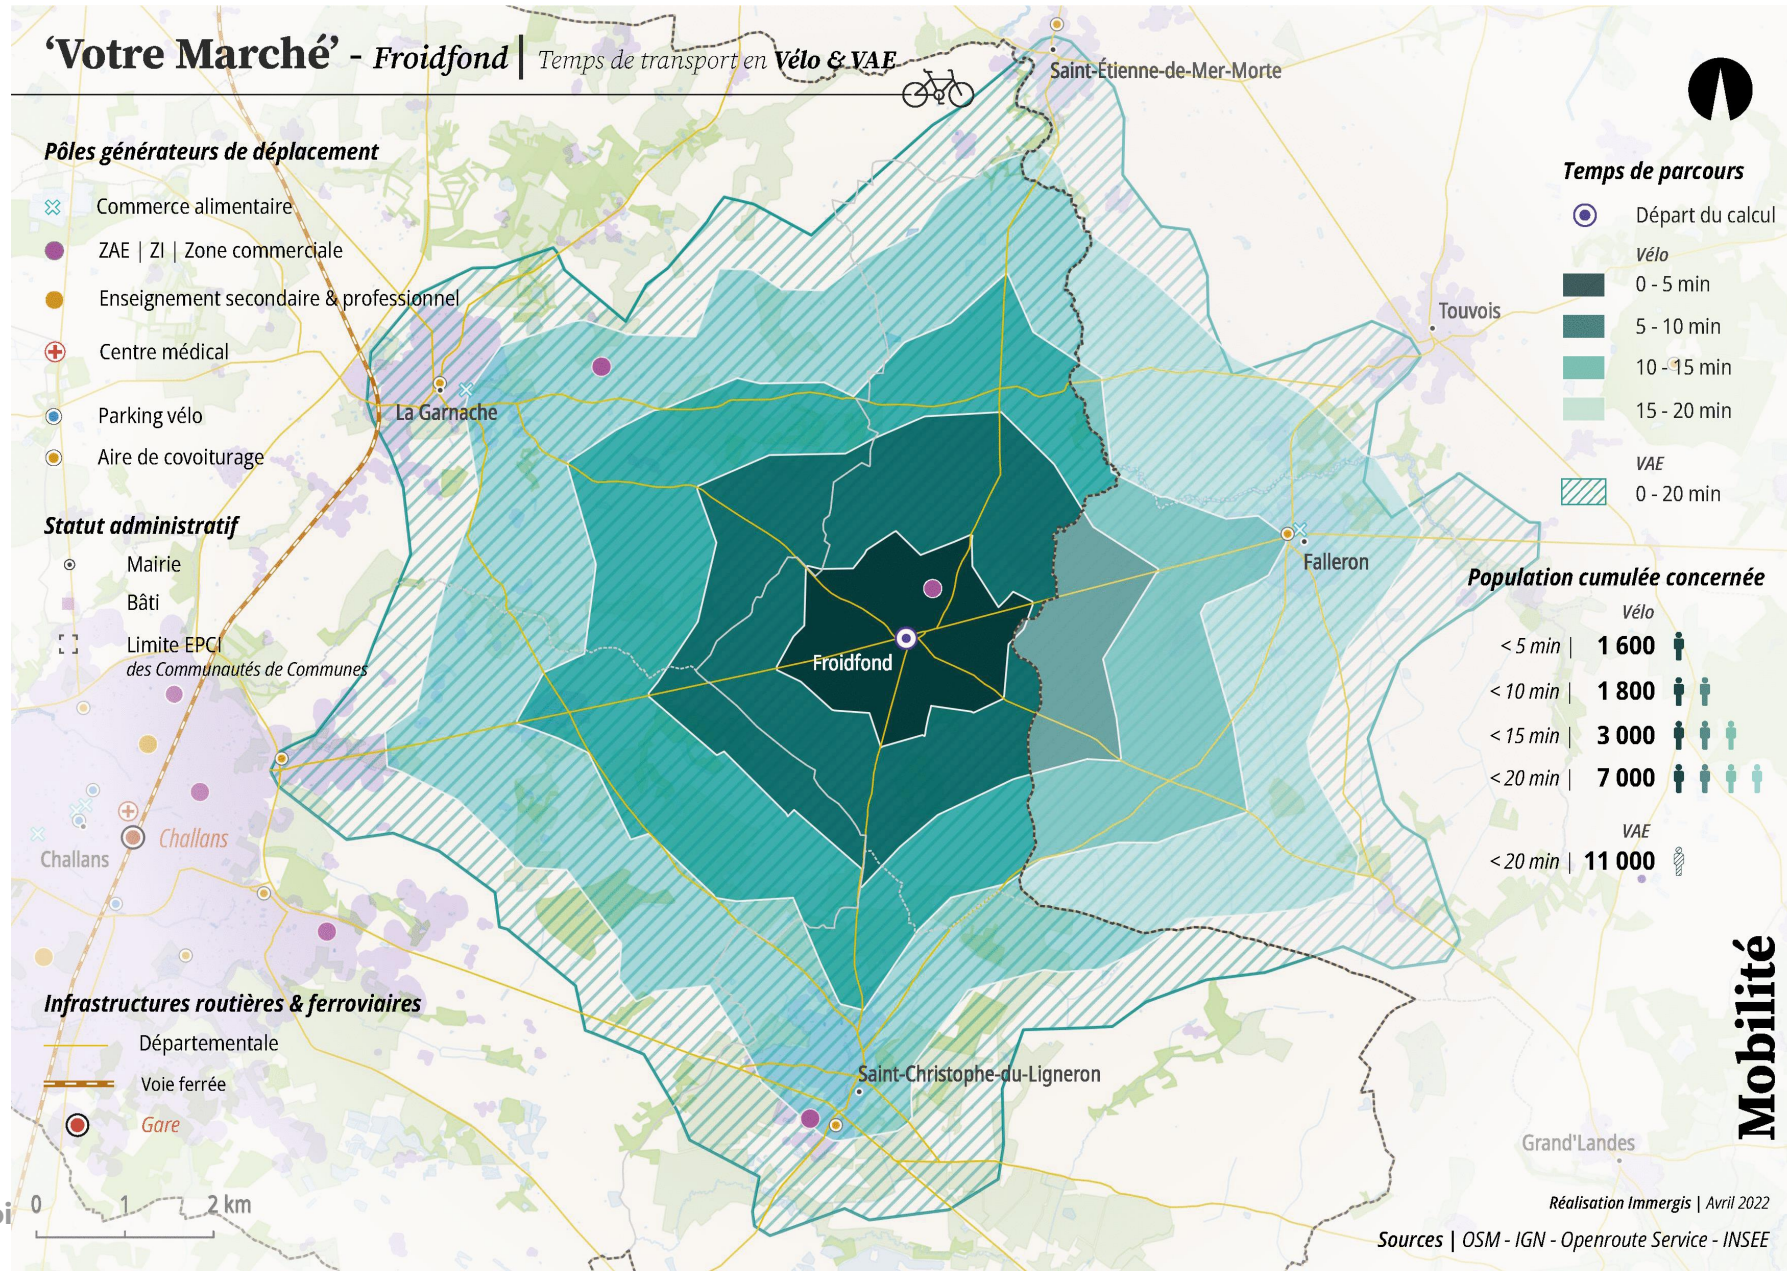 ‘Votre Marché’ - Froidfond | Temps de transport en Vélo & VAE
Pôles générateurs de déplacement
Commerce alimentaire
ZAE | ZI | Zone commerciale
Enseignement secondaire & professionnel
Centre médical
Parking vélo
Aire de covoiturage
Statut administratif
Mairie
Bâti
Limite EPCI
des Communautés de Communes
Infrastructures routières & ferroviaires
Départementale
Voie ferrée
Gare
0 1 2 km
Saint-Étienne-de-Mer-Morte
Touvois
La Garnache
Falleron
Froidfond
Challans
Challans
Saint-Christophe-du-Ligneron
Grand'Landes
Temps de parcours
Départ du calcul
Vélo
0 - 5 min
5 - 10 min
10 - 15 min
15 - 20 min
VAE
0 - 20 min
Population cumulée concernée
Vélo
< 5 min | 1 600
< 10 min | 1 800
< 15 min | 3 000
< 20 min | 7 000
VAE
< 20 min | 11 000
Mobilité
Réalisation Immergis | Avril 2022
Sources | OSM - IGN - Openroute Service - INSEE